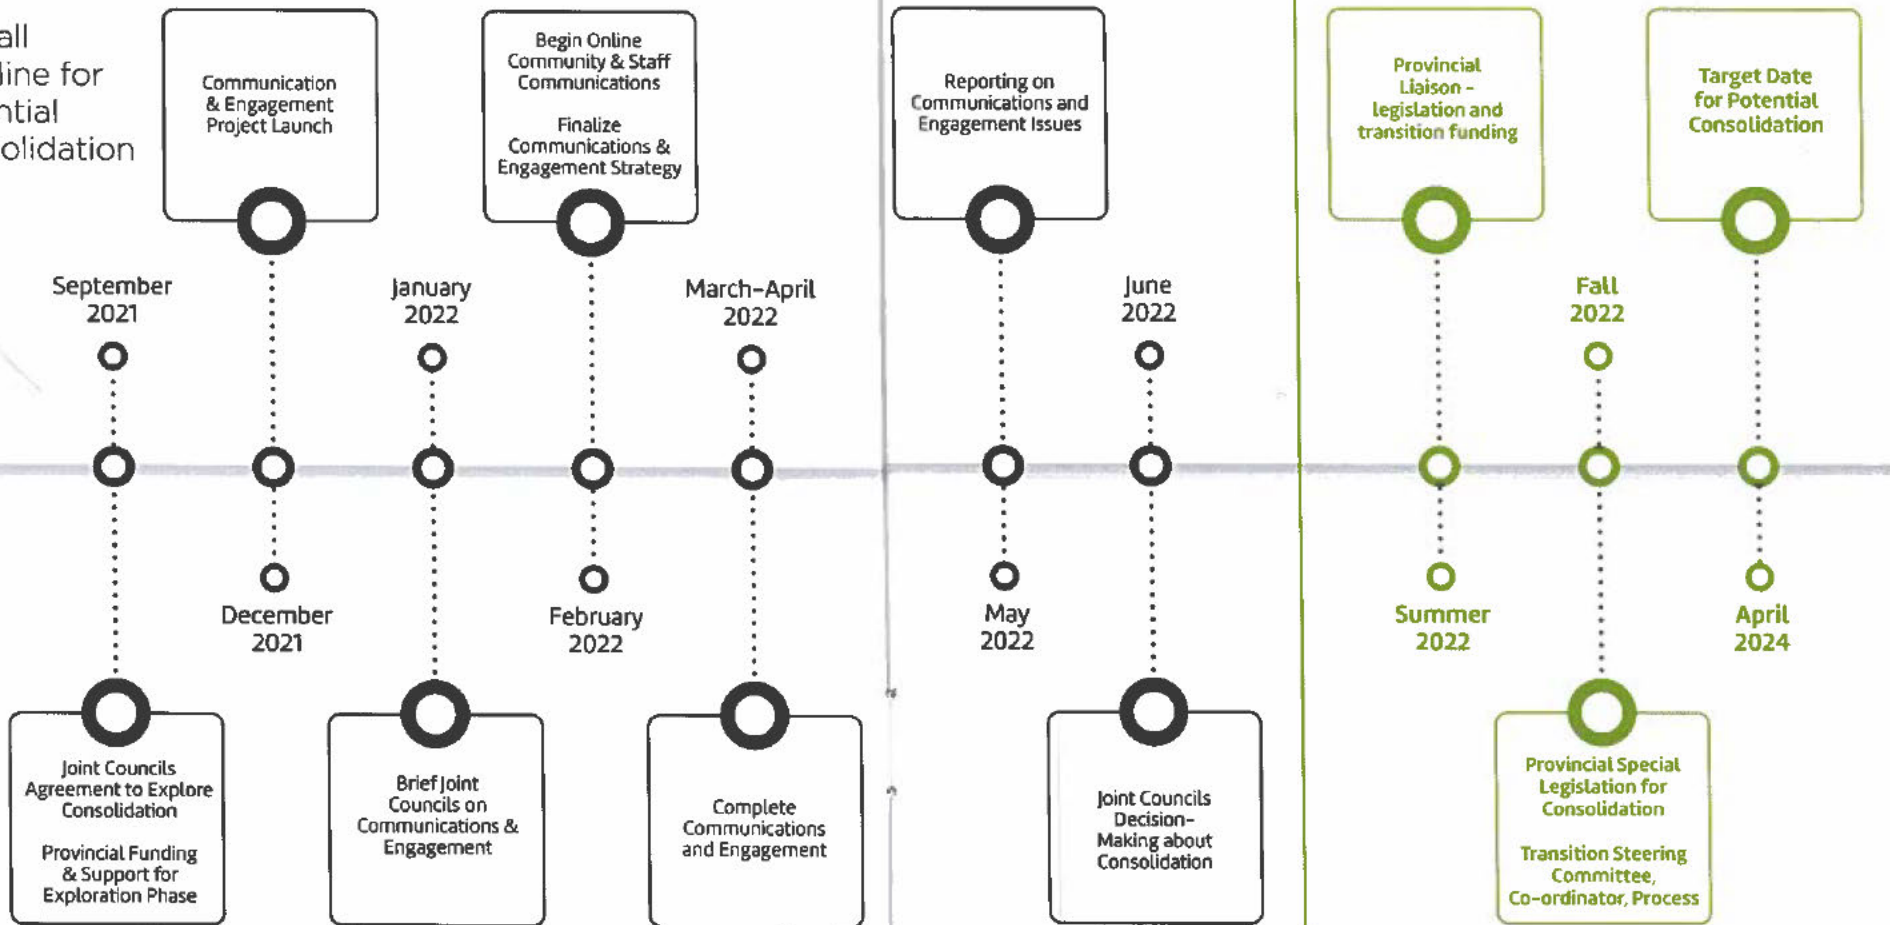 all
line for
ntial
olidation
Communication
& Engagement
Project Launch
Begin Online
Community & Staff
Communications
Finalize
Communications &
Engagement Strategy
Reporting on
Communications and
Engagement Issues
Provincial
Liaison -
legislation and
transition funding
Target Date
for Potential
Consolidation
September
2021
January
2022
March-April
2022
June
2022
Fall
2022
December
2021
February
2022
May
2022
Summer
2022
April
2024
Joint Councils
Agreement to Explore
Consolidation
Provincial Funding
& Support for
Exploration Phase
Brief Joint
Councils on
Communications &
Engagement
Complete
Communications
and Engagement
Joint Councils
Decision-
Making about
Consolidation
Provincial Special
Legislation for
Consolidation
Transition Steering
Committee,
Co-ordinator, Process